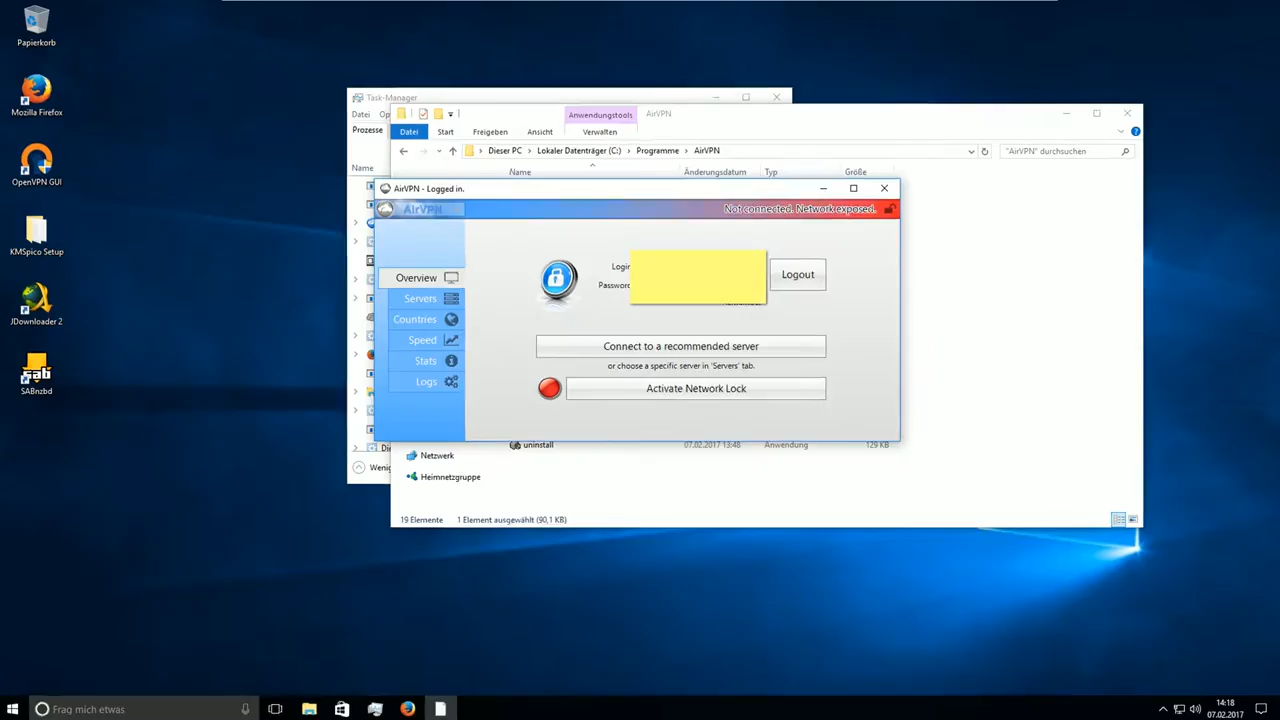 Papierkorb
Mozilla Firefox
OpenVPN GUI
KMSpico Setup
JDownloader 2
sab
SABnzbd
Task-Manager
Datei
Prozesse
Name
Anwendungstools
AirVPN
Datei Start Freigeben Ansicht Verwalten
Dieser PC › Lokaler Datenträger (C:) › Programme › AirVPN
"AirVPN" durchsuchen
Name Änderungsdatum Typ Größe
AirVPN - Logged in.
AirVPN
Not connected. Network exposed.
Overview
Servers
Countries
Speed
Stats
Logs
Login
Password
Logout
Connect to a recommended server
or choose a specific server in 'Servers' tab.
Activate Network Lock
uninstall 07.02.2017 13:48 Anwendung 129 KB
Netzwerk
Heimnetzgruppe
19 Elemente 1 Element ausgewählt (90,1 KB)
Frag mich etwas
14:18
07.02.2017